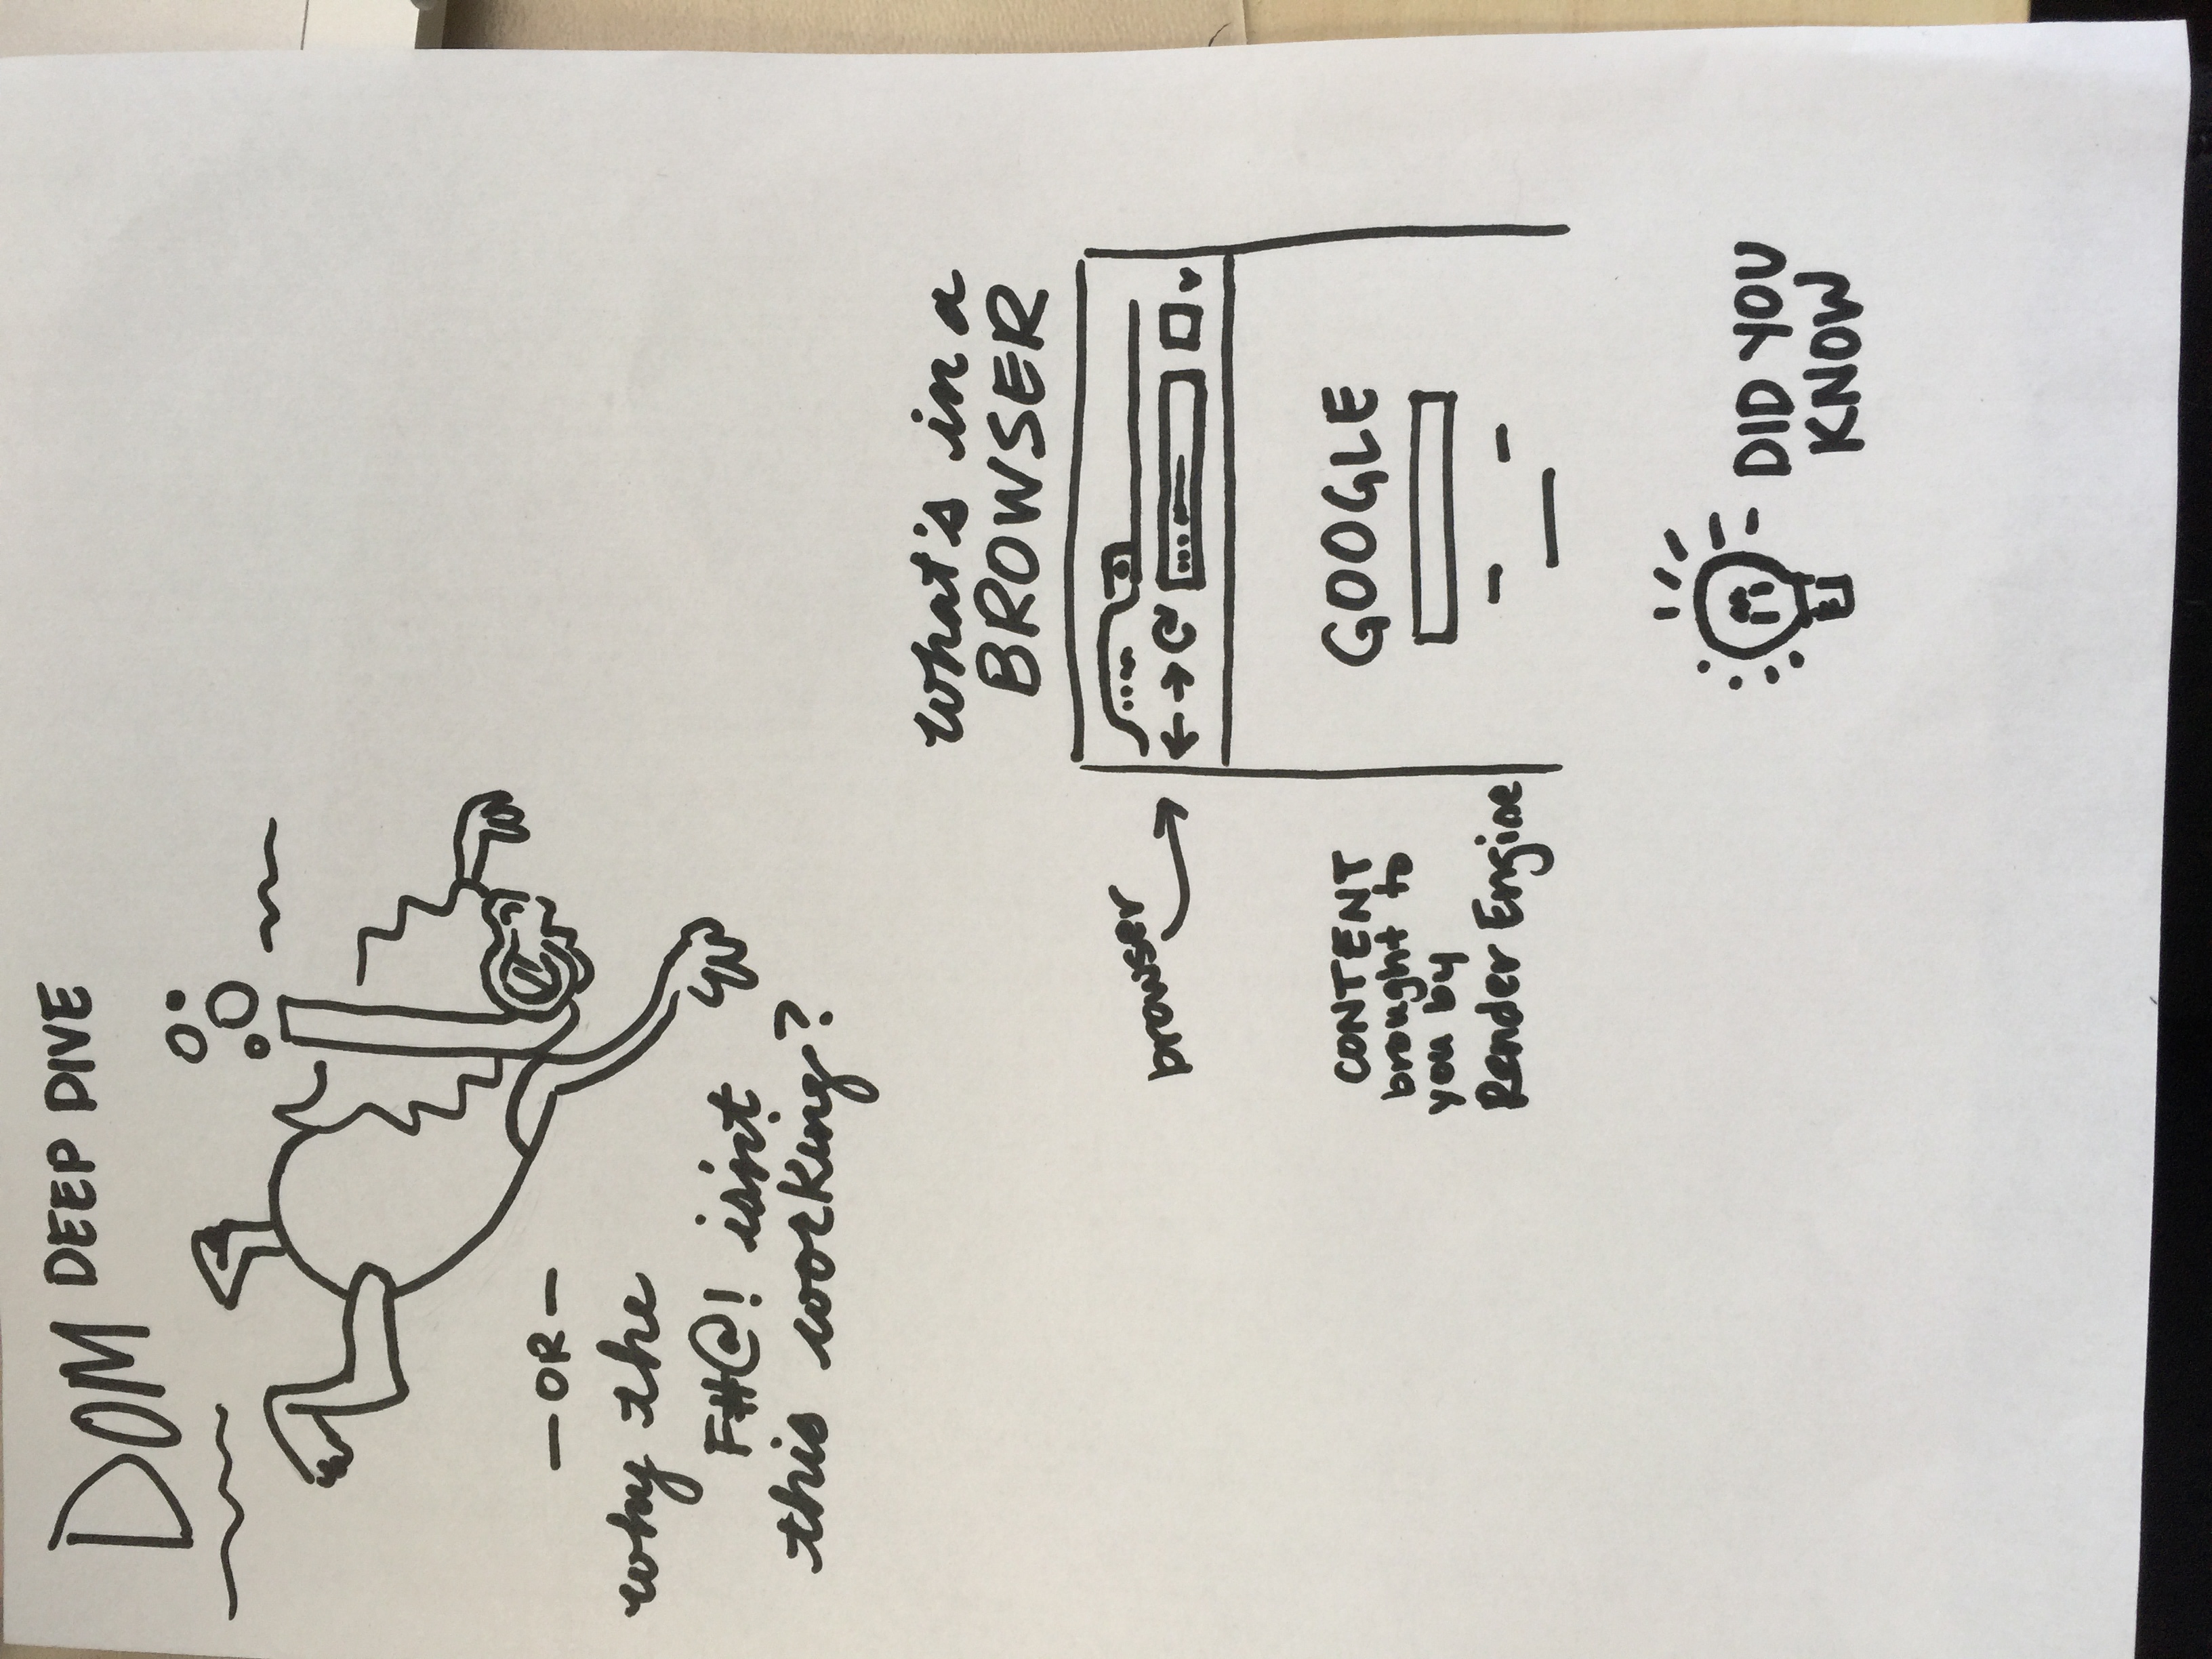 DOM DEEP DIVE
— OR —
why the
F#@! isn't
this working?
what's in a
BROWSER
browser
GOOGLE
CONTENT
brought to
you by
Render Engine
DID YOU
KNOW